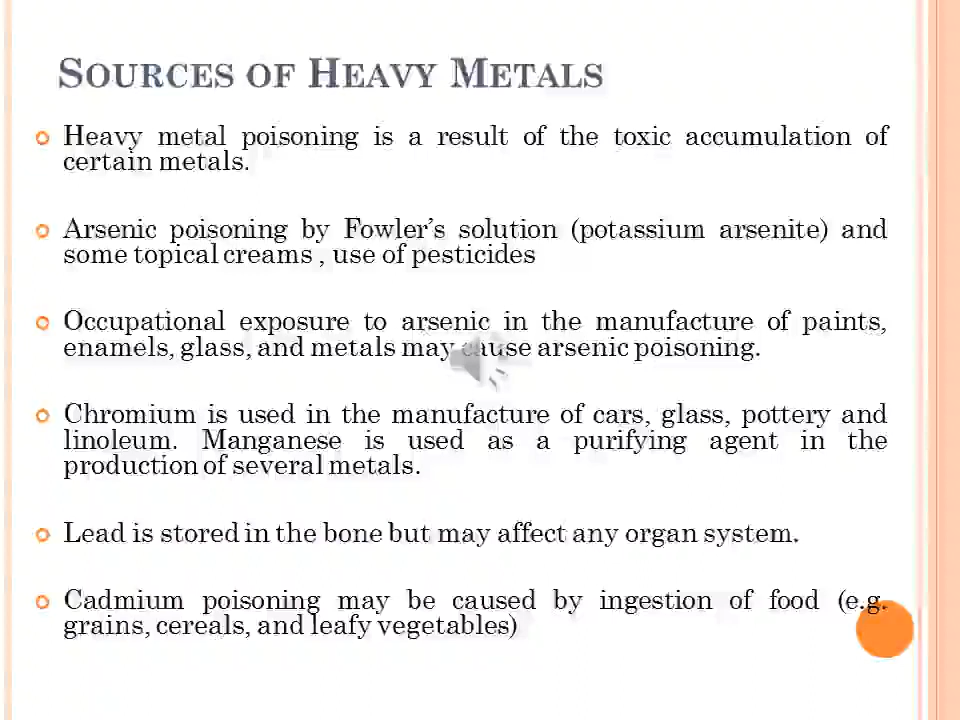 SOURCES OF HEAVY METALS
Heavy metal poisoning is a result of the toxic accumulation of
certain metals.
Arsenic poisoning by Fowler’s solution (potassium arsenite) and
some topical creams , use of pesticides
Occupational exposure to arsenic in the manufacture of paints,
enamels, glass, and metals may cause arsenic poisoning.
Chromium is used in the manufacture of cars, glass, pottery and
linoleum. Manganese is used as a purifying agent in the
production of several metals.
Lead is stored in the bone but may affect any organ system.
Cadmium poisoning may be caused by ingestion of food (e.g.
grains, cereals, and leafy vegetables)